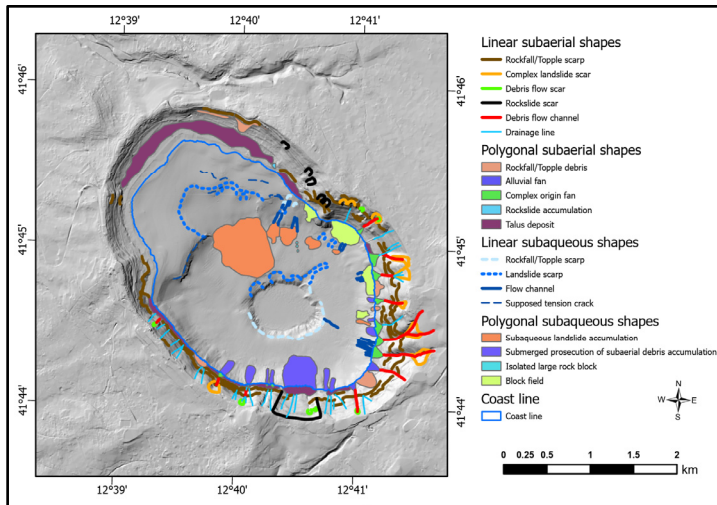 12°39' 12°40' 12°41'
41°46' 41°46'
41°45' 41°45'
41°44' 41°44'
12°39' 12°40' 12°41'
Linear subaerial shapes
Rockfall/Topple scarp
Complex landslide scar
Debris flow scar
Rockslide scar
Debris flow channel
Drainage line
Polygonal subaerial shapes
Rockfall/Topple debris
Alluvial fan
Complex origin fan
Rockslide accumulation
Talus deposit
Linear subaqueous shapes
Rockfall/Topple scarp
Landslide scarp
Flow channel
Supposed tension crack
Polygonal subaqueous shapes
Subaqueous landslide accumulation
Submerged prosecution of subaerial debris accumulation
Isolated large rock block
Block field
Coast line
Coast line
N
W E
S
0 0.25 0.5 1 1.5 2
km